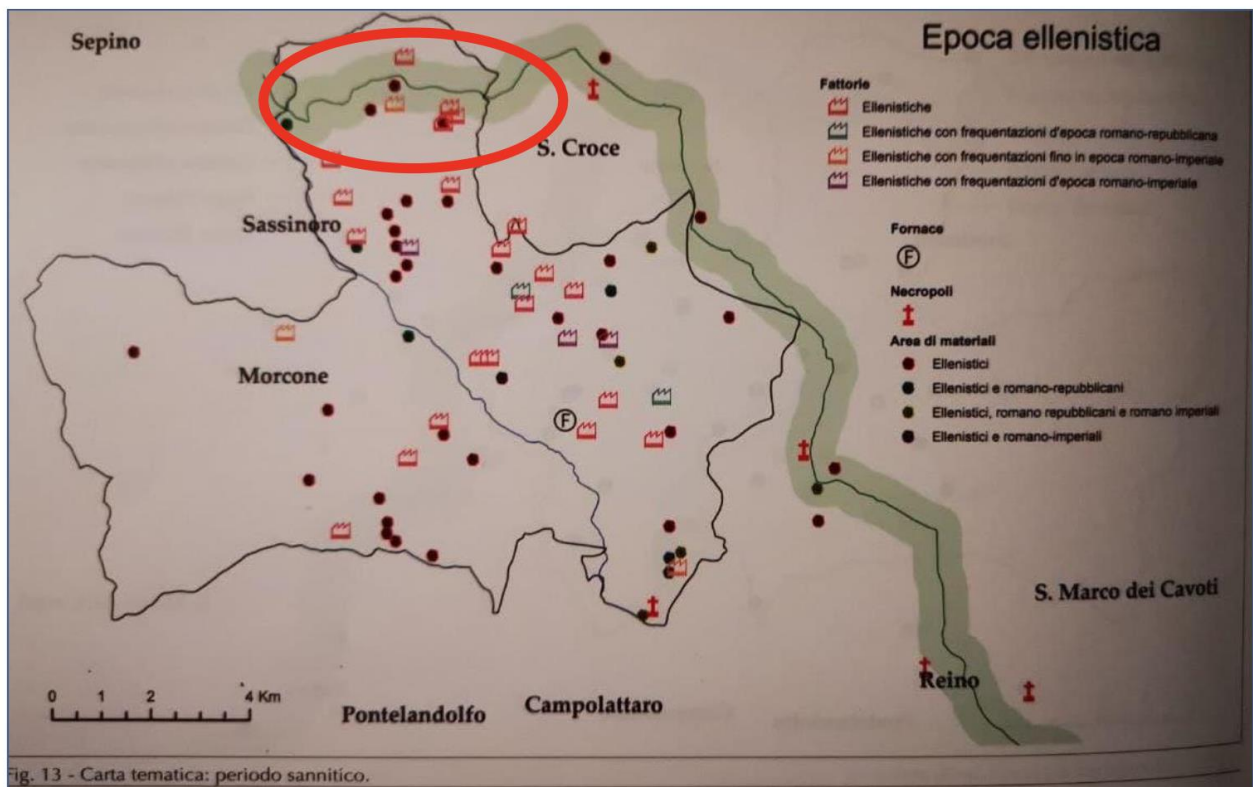 Sepino
Epoca ellenistica
Fattorie
Ellenistiche
Ellenistiche con frequentazioni d'epoca romano-repubblicana
Ellenistiche con frequentazioni fino in epoca romano-imperiale
Ellenistiche con frequentazioni d'epoca romano-imperiale
S. Croce
Sassinoro
Fornace
F
Necropoli
Area di materiali
Ellenistici
Ellenistici e romano-repubblicani
Ellenistici, romano repubblicani e romano imperiali
Ellenistici e romano-imperiali
Morcone
F
S. Marco dei Cavoti
Reino
0 1 2 4 Km
Pontelandolfo
Campolattaro
Fig. 13 - Carta tematica: periodo sannitico.